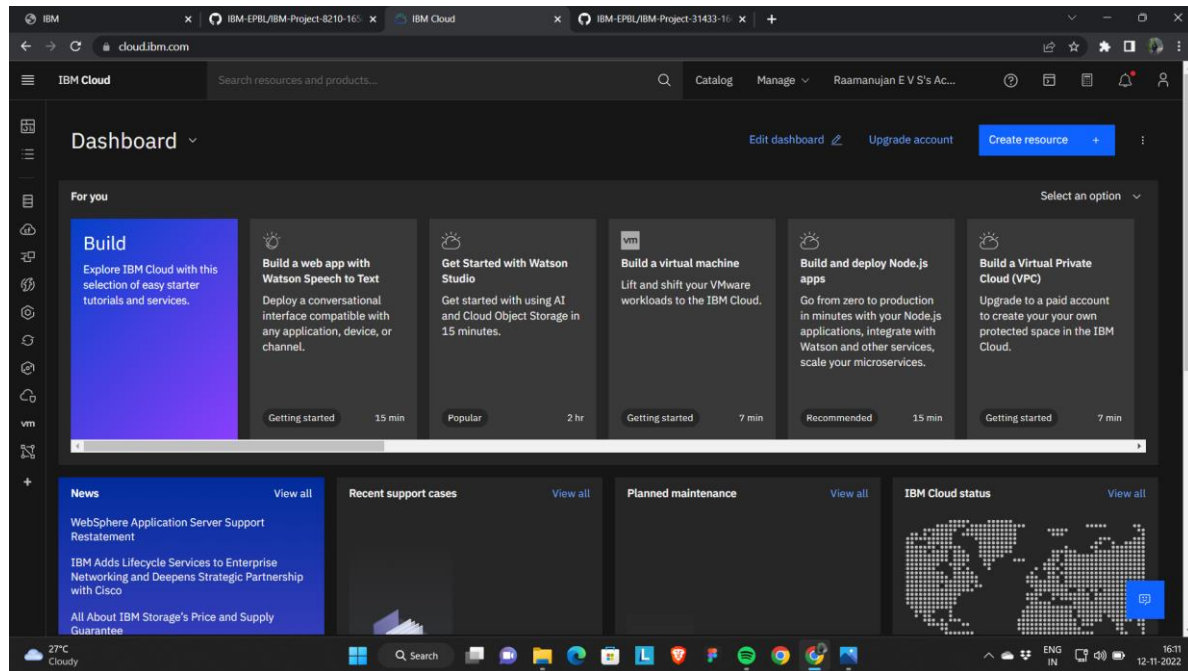 IBM
IBM-EPBL/IBM-Project-8210-165
IBM Cloud
IBM-EPBL/IBM-Project-31433-16
cloud.ibm.com
IBM Cloud
Search resources and products...
Catalog
Manage
Raamanujan E V S's Ac...
Dashboard
Edit dashboard
Upgrade account
Create resource +
For you
Select an option
Build
Explore IBM Cloud with this
selection of easy starter
tutorials and services.
Build a web app with
Watson Speech to Text
Deploy a conversational
interface compatible with
any application, device, or
channel.
Getting started 15 min
Get Started with Watson
Studio
Get started with using AI
and Cloud Object Storage in
15 minutes.
Popular 2 hr
vm
Build a virtual machine
Lift and shift your VMware
workloads to the IBM Cloud.
Getting started 7 min
Build and deploy Node.js
apps
Go from zero to production
in minutes with your Node.js
applications, integrate with
Watson and other services,
scale your microservices.
Recommended 15 min
Build a Virtual Private
Cloud (VPC)
Upgrade to a paid account
to create your your own
protected space in the IBM
Cloud.
Getting started 7 min
vm
News View all
WebSphere Application Server Support
Restatement
IBM Adds Lifecycle Services to Enterprise
Networking and Deepens Strategic Partnership
with Cisco
All About IBM Storage's Price and Supply
Guarantee
Recent support cases View all
Planned maintenance View all
IBM Cloud status View all
27°C
Cloudy
Search
L
ENG
IN
16:11
12-11-2022